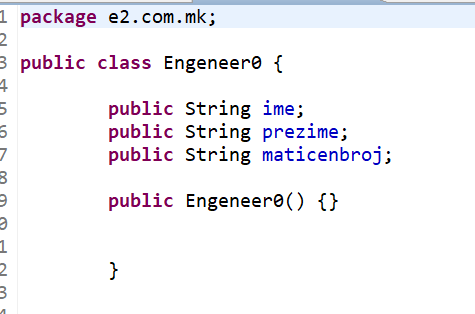 1 package e2.com.mk;
2
3 public class Engeneer0 {
4
5 public String ime;
6 public String prezime;
7 public String maticenbroj;
8
9 public Engeneer0() {}
0
1
2 }
3